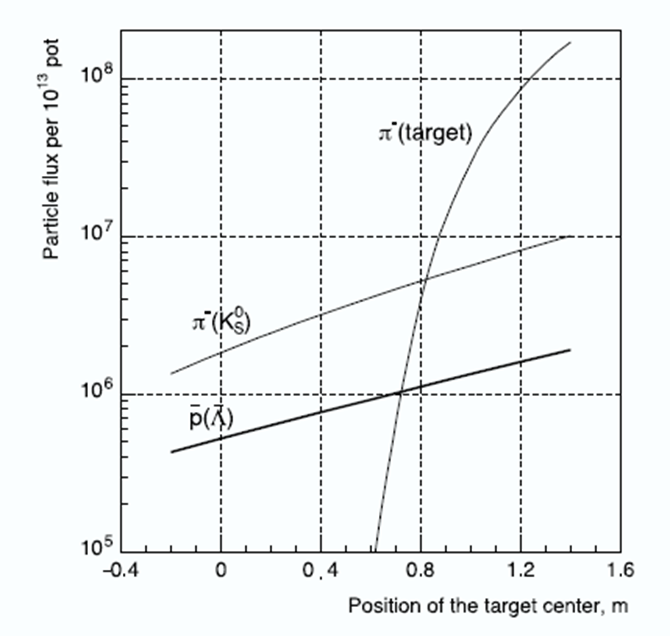 Particle flux per 10¹³ pot
10⁸
10⁷
10⁶
10⁵
π⁻(target)
π⁻(K⁰S)
p̄(Λ̄)
-0.4
0
0.4
0.8
1.2
1.6
Position of the target center, m